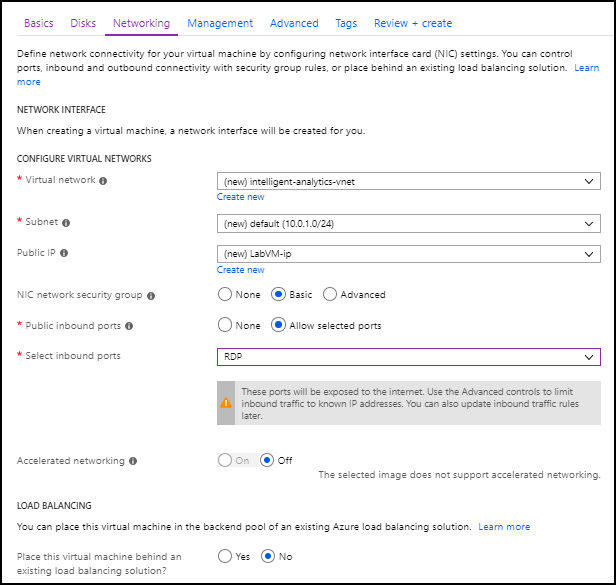 Basics Disks Networking Management Advanced Tags Review + create
Define network connectivity for your virtual machine by configuring network interface card (NIC) settings. You can control
ports, inbound and outbound connectivity with security group rules, or place behind an existing load balancing solution. Learn
more
NETWORK INTERFACE
When creating a virtual machine, a network interface will be created for you.
CONFIGURE VIRTUAL NETWORKS
* Virtual network (new) intelligent-analytics-vnet
Create new
* Subnet (new) default (10.0.1.0/24)
Public IP (new) LabVM-ip
Create new
NIC network security group None Basic Advanced
* Public inbound ports None Allow selected ports
* Select inbound ports RDP
These ports will be exposed to the internet. Use the Advanced controls to limit
inbound traffic to known IP addresses. You can also update inbound traffic rules
later.
Accelerated networking On Off
The selected image does not support accelerated networking.
LOAD BALANCING
You can place this virtual machine in the backend pool of an existing Azure load balancing solution. Learn more
Place this virtual machine behind an Yes No
existing load balancing solution?